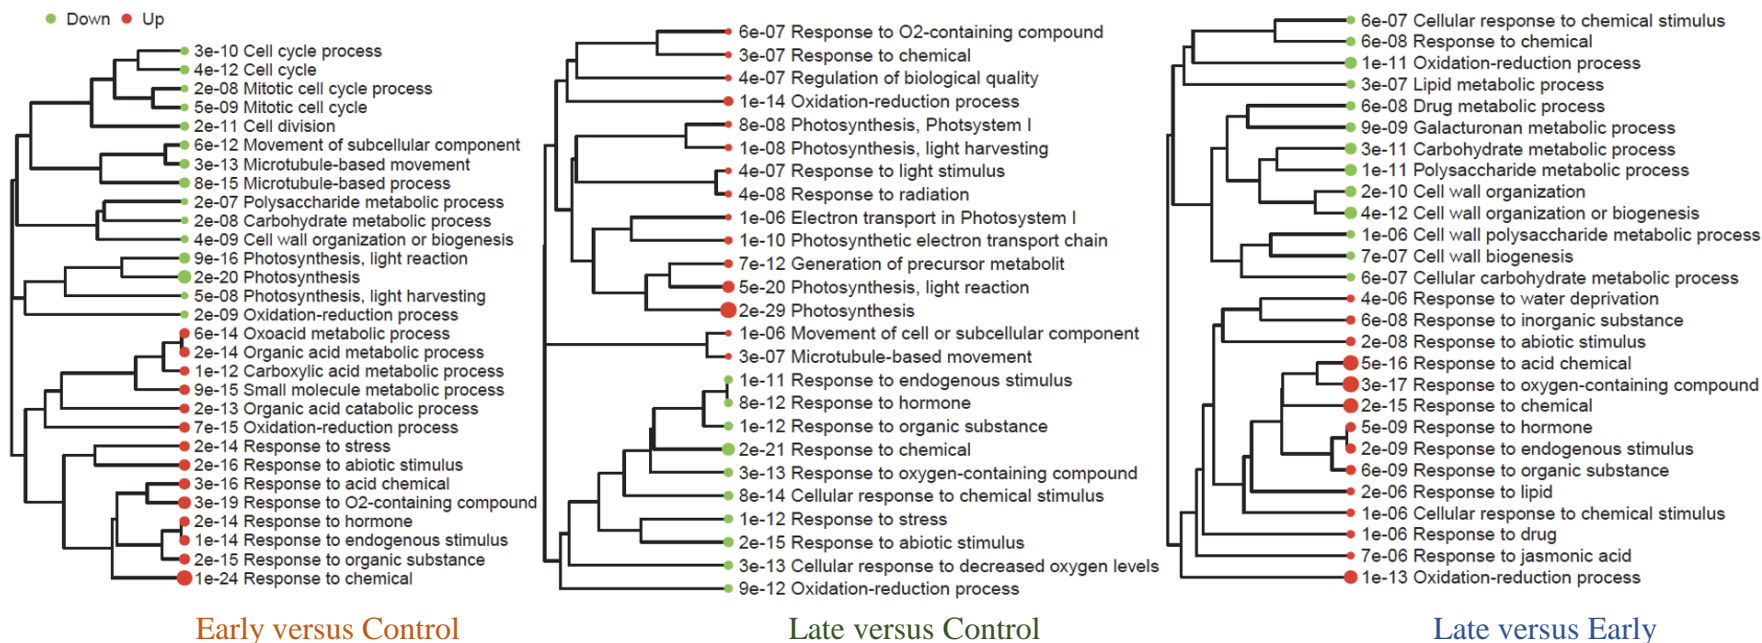 Down Up
3e-10 Cell cycle process
4e-12 Cell cycle
2e-08 Mitotic cell cycle process
5e-09 Mitotic cell cycle
2e-11 Cell division
6e-12 Movement of subcellular component
3e-13 Microtubule-based movement
8e-15 Microtubule-based process
2e-07 Polysaccharide metabolic process
2e-08 Carbohydrate metabolic process
4e-09 Cell wall organization or biogenesis
9e-16 Photosynthesis, light reaction
2e-20 Photosynthesis
5e-08 Photosynthesis, light harvesting
2e-09 Oxidation-reduction process
6e-14 Oxoacid metabolic process
2e-14 Organic acid metabolic process
1e-12 Carboxylic acid metabolic process
9e-15 Small molecule metabolic process
2e-13 Organic acid catabolic process
7e-15 Oxidation-reduction process
2e-14 Response to stress
2e-16 Response to abiotic stimulus
3e-16 Response to acid chemical
3e-19 Response to O2-containing compound
2e-14 Response to hormone
1e-14 Response to endogenous stimulus
2e-15 Response to organic substance
1e-24 Response to chemical
Early versus Control
6e-07 Response to O2-containing compound
3e-07 Response to chemical
4e-07 Regulation of biological quality
1e-14 Oxidation-reduction process
8e-08 Photosynthesis, Photsystem I
1e-08 Photosynthesis, light harvesting
4e-07 Response to light stimulus
4e-08 Response to radiation
1e-06 Electron transport in Photosystem I
1e-10 Photosynthetic electron transport chain
7e-12 Generation of precursor metabolit
5e-20 Photosynthesis, light reaction
2e-29 Photosynthesis
1e-06 Movement of cell or subcellular component
3e-07 Microtubule-based movement
1e-11 Response to endogenous stimulus
8e-12 Response to hormone
1e-12 Response to organic substance
2e-21 Response to chemical
3e-13 Response to oxygen-containing compound
8e-14 Cellular response to chemical stimulus
1e-12 Response to stress
2e-15 Response to abiotic stimulus
3e-13 Cellular response to decreased oxygen levels
9e-12 Oxidation-reduction process
Late versus Control
6e-07 Cellular response to chemical stimulus
6e-08 Response to chemical
1e-11 Oxidation-reduction process
3e-07 Lipid metabolic process
6e-08 Drug metabolic process
9e-09 Galacturonan metabolic process
3e-11 Carbohydrate metabolic process
1e-11 Polysaccharide metabolic process
2e-10 Cell wall organization
4e-12 Cell wall organization or biogenesis
1e-06 Cell wall polysaccharide metabolic process
7e-07 Cell wall biogenesis
6e-07 Cellular carbohydrate metabolic process
4e-06 Response to water deprivation
6e-08 Response to inorganic substance
2e-08 Response to abiotic stimulus
5e-16 Response to acid chemical
3e-17 Response to oxygen-containing compound
2e-15 Response to chemical
5e-09 Response to hormone
2e-09 Response to endogenous stimulus
6e-09 Response to organic substance
2e-06 Response to lipid
1e-06 Cellular response to chemical stimulus
1e-06 Response to drug
7e-06 Response to jasmonic acid
1e-13 Oxidation-reduction process
Late versus Early